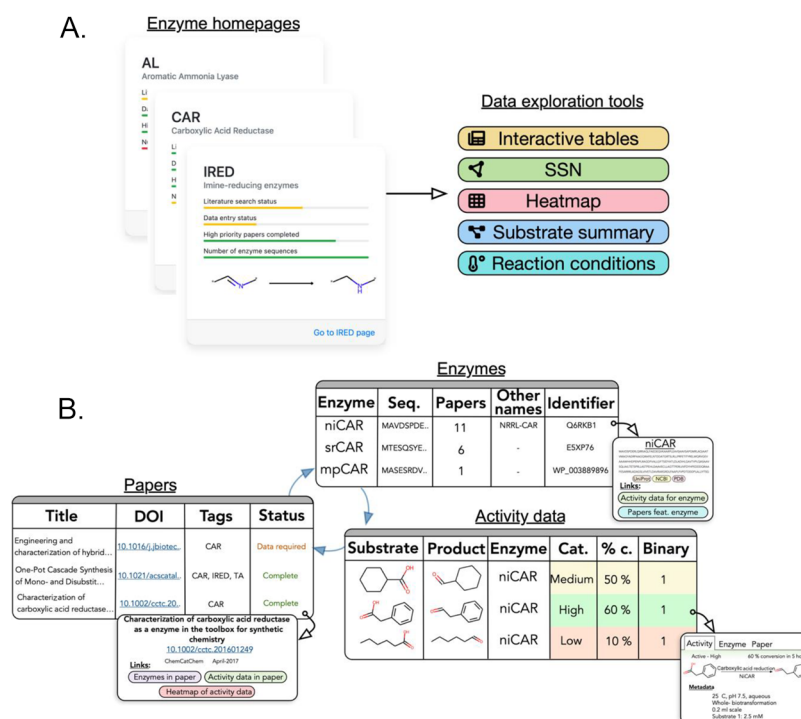 A.
Enzyme homepages
AL
Aromatic Ammonia Lyase
CAR
Carboxylic Acid Reductase
IRED
Imine-reducing enzymes
Literature search status
Data entry status
High priority papers completed
Number of enzyme sequences
N
N
H
Go to IRED page
Data exploration tools
Interactive tables
SSN
Heatmap
Substrate summary
Reaction conditions
B.
Enzymes
Enzyme Seq. Papers Other names Identifier
niCAR MAVDSPDE.. 11 NRRL-CAR Q6RKB1
srCAR MTESQSYE.. 6 - E5XP76
mpCAR MASESRDV.. 1 - WP_003889896
niCAR
UniProt NCBI PDB
Links:
Activity data for enzyme
Papers feat. enzyme
Papers
Title DOI Tags Status
Engineering and
characterization of hybrid... 10.1016/j.jbiotec.. CAR Data required
One-Pot Cascade Synthesis
of Mono- and Disubstit... 10.1021/acscatal.. CAR, IRED, TA Complete
Characterization of
carboxylic acid reductase... 10.1002/cctc.20.. CAR Complete
Characterization of carboxylic acid reductase
as a enzyme in the toolbox for synthetic
chemistry
10.1002/cctc.201601249
ChemCatChem April-2017
Links:
Enzymes in paper Activity data in paper
Heatmap of activity data
Activity data
Substrate Product Enzyme Cat. % c. Binary
niCAR Medium 50 % 1
niCAR High 60 % 1
niCAR Low 10 % 1
Activity Enzyme Paper
Active - High 60 % conversion in 5 ho
Carboxylic acid reduction
NiCAR
Metadata
25 C, pH 7.5, aqueous
Whole- biotransformation
0.2 ml scale
Substrate 1: 2.5 mM